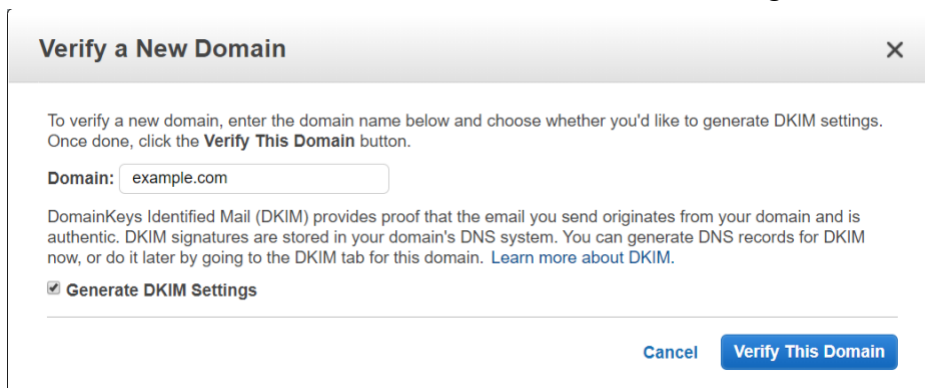 Verify a New Domain
To verify a new domain, enter the domain name below and choose whether you'd like to generate DKIM settings.
Once done, click the Verify This Domain button.
Domain: example.com
DomainKeys Identified Mail (DKIM) provides proof that the email you send originates from your domain and is
authentic. DKIM signatures are stored in your domain's DNS system. You can generate DNS records for DKIM
now, or do it later by going to the DKIM tab for this domain. Learn more about DKIM.
Generate DKIM Settings
Cancel Verify This Domain